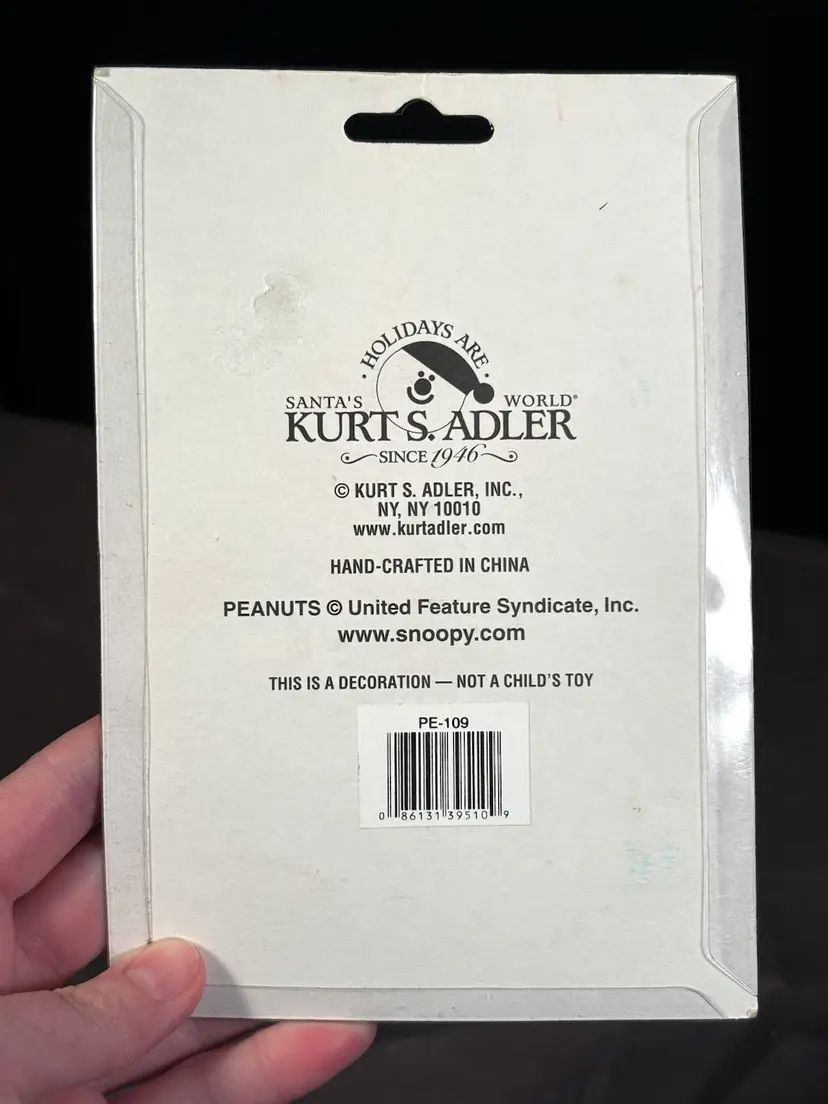 · HOLIDAYS ARE ·
SANTA'S WORLD®
KURT S. ADLER
SINCE 1946
© KURT S. ADLER, INC.,
NY, NY 10010
www.kurtadler.com
HAND-CRAFTED IN CHINA
PEANUTS © United Feature Syndicate, Inc.
www.snoopy.com
THIS IS A DECORATION — NOT A CHILD'S TOY
PE-109
0 86131 39510 9